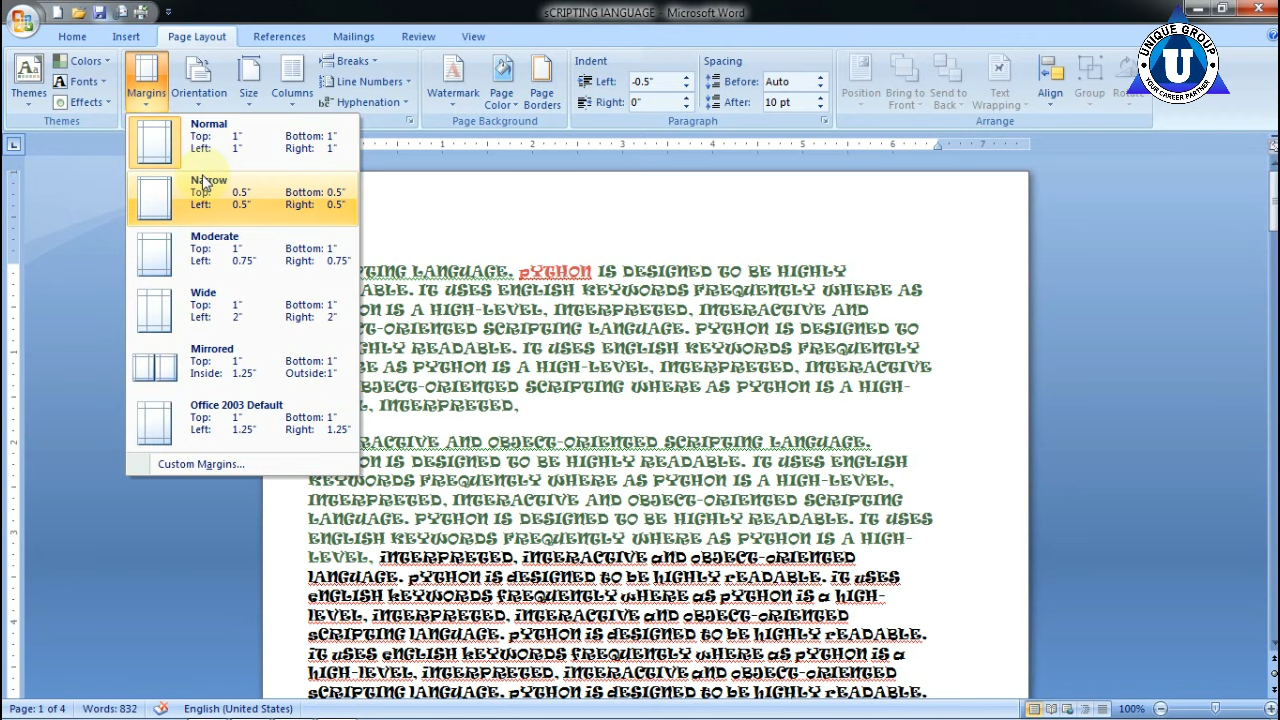 sCRIPTING lANGUAGE - Microsoft Word
Home Insert Page Layout References Mailings Review View
Themes
Colors
Fonts
Effects
Themes
Margins
Orientation
Size
Columns
Breaks
Line Numbers
Hyphenation
Watermark
Page
Color
Page
Borders
Page Background
Indent
Left: -0.5"
Right: 0"
Spacing
Before: Auto
After: 10 pt
Paragraph
Position
Bring to
Front
Send to
Back
Text
Wrapping
Align
Group
Arrange
UNIQUE GROUP
U
YOUR CAREER PARTNER
Normal
Top: 1" Bottom: 1"
Left: 1" Right: 1"
Top: 0.5" Bottom: 0.5"
Left: 0.5" Right: 0.5"
Moderate
Top: 1" Bottom: 1"
Left: 0.75" Right: 0.75"
Wide
Top: 1" Bottom: 1"
Left: 2" Right: 2"
Mirrored
Top: 1" Bottom: 1"
Inside: 1.25" Outside:1"
Office 2003 Default
Top: 1" Bottom: 1"
Left: 1.25" Right: 1.25"
Custom Margins...
1 2 3 4 5 6 7
LANGUAGE. pYTHON IS DESIGNED TO BE HIGHLY
IT USES ENGLISH KEYWORDS FREQUENTLY WHERE AS
IS A HIGH-LEVEL, INTERPRETED, INTERACTIVE AND
SCRIPTING LANGUAGE. PYTHON IS DESIGNED TO
READABLE. IT USES ENGLISH KEYWORDS FREQUENTLY
AS PYTHON IS A HIGH-LEVEL, INTERPRETED, INTERACTIVE
SCRIPTING WHERE AS PYTHON IS A HIGH-
INTERPRETED,
AND OBJECT-ORIENTED SCRIPTING LANGUAGE.
IS DESIGNED TO BE HIGHLY READABLE. IT USES ENGLISH
KEYWORDS FREQUENTLY WHERE AS PYTHON IS A HIGH-LEVEL,
INTERPRETED, INTERACTIVE AND OBJECT-ORIENTED SCRIPTING
LANGUAGE. PYTHON IS DESIGNED TO BE HIGHLY READABLE. IT USES
ENGLISH KEYWORDS FREQUENTLY WHERE AS PYTHON IS A HIGH-
LEVEL, iNTERPRETED, iNTERACTIVE aND oBJECT-oRIENTED
lANGUAGE. pYTHON iS dESIGNED tO bE hIGHLY rEADABLE. iT uSES
eNGLISH kEYWORDS fREQUENTLY wHERE aS pYTHON iS a hIGH-
lEVEL, iNTERPRETED, iNTERACTIVE aND oBJECT-oRIENTED
sCRIPTING lANGUAGE. pYTHON iS dESIGNED tO bE hIGHLY rEADABLE.
iT uSES eNGLISH kEYWORDS fREQUENTLY wHERE aS pYTHON iS a
hIGH-lEVEL, iNTERPRETED, iNTERACTIVE aND oBJECT-oRIENTED
sCRIPTING lANGUAGE. pYTHON iS dESIGNED tO bE hIGHLY rEADABLE.
Page: 1 of 4 Words: 832 English (United States) 100%